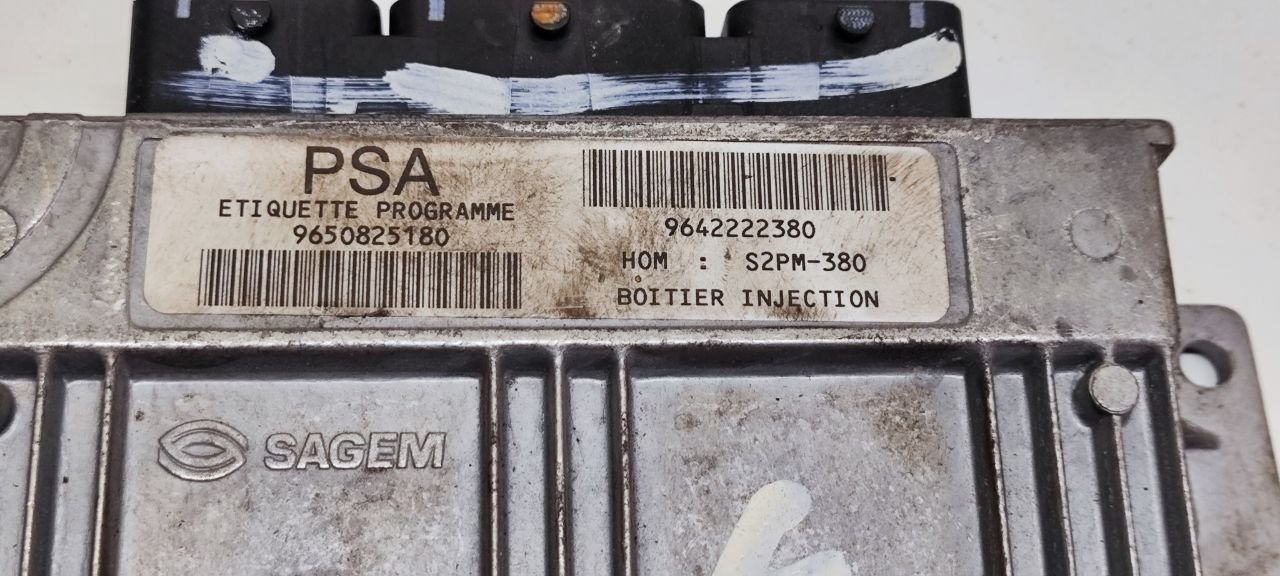 PSA
ETIQUETTE PROGRAMME
9650825180
9642222380
HOM : S2PM-380
BOITIER INJECTION
SAGEM